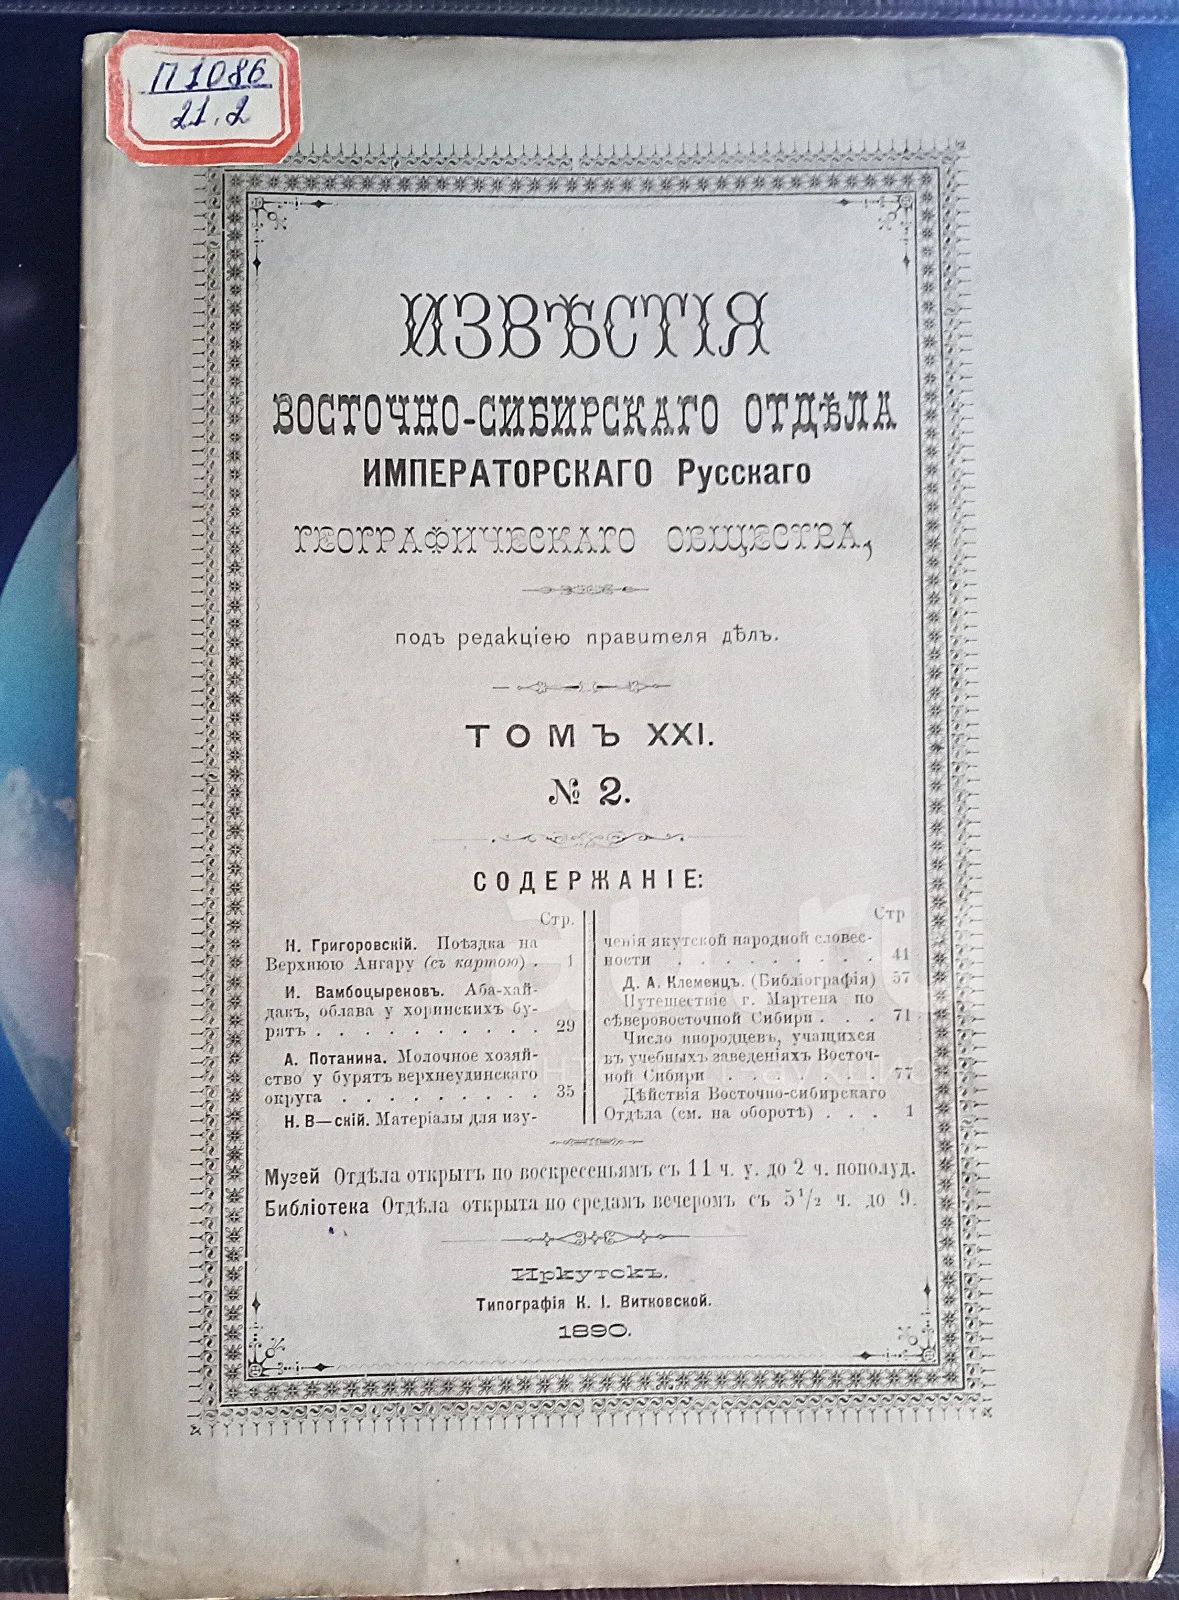 П1086
21.2
ИЗВѢСТІЯ
ВОСТОЧНО-СИБИРСКАГО ОТДѢЛА
ИМПЕРАТОРСКАГО Русскаго
ГЕОГРАФИЧЕСКАГО ОБЩЕСТВА,
подъ редакціею правителя дѣлъ.
ТОМЪ XXI.
№ 2.
СОДЕРЖАНІЕ:
Стр.
Н. Григоровскій. Поѣздка на
Верхнюю Ангару (съ картою) . 1
И. Вамбоцыреновъ. Аба-хай-
дакъ, облава у хоринскихъ бу-
рятъ . . . . . . . . . . 29
А. Потанина. Молочное хозяй-
ство у бурятъ верхнеудинскаго
округа . . . . . . . . . 35
Н. В—скій. Матеріалы для изу-
Стр
ченія якутской народной словес-
ности . . . . . . . . . 41
Д. А. Клеменцъ. (Библіографія) 57
Путешествіе г. Мартена по
сѣверовосточной Сибири . . . 71
Число инородцевъ, учащихся
въ учебныхъ заведеніяхъ Восточ-
ной Сибири . . . . . . . 77
Дѣйствія Восточно-сибирскаго
Отдѣла (см. на оборотѣ) . . . 1
Музей Отдѣла открытъ по воскресеньямъ съ 11 ч. у. до 2 ч. пополуд.
Библіотека Отдѣла открыта по средамъ вечеромъ съ 5½ ч. до 9.
Иркутскъ.
Типографія К. І. Витковской.
1890.